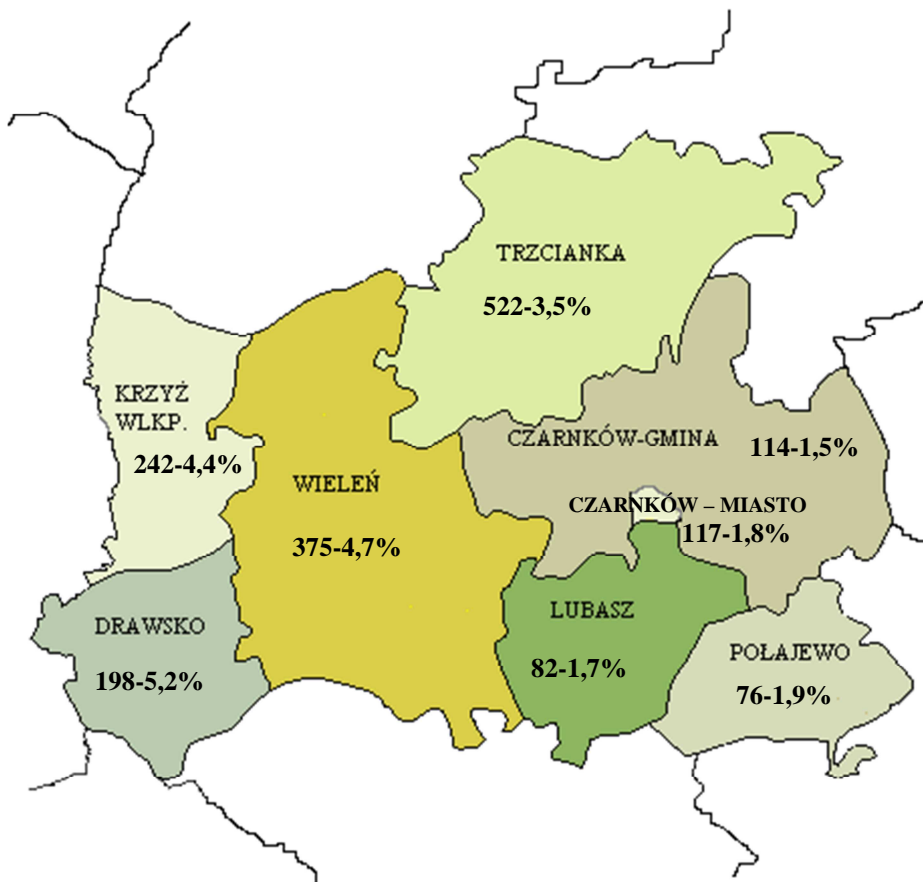 TRZCIANKA
522-3,5%
KRZYŻ
WLKP.
242-4,4%
WIELEŃ
375-4,7%
CZARNKÓW-GMINA
114-1,5%
CZARNKÓW – MIASTO
117-1,8%
DRAWSKO
198-5,2%
LUBASZ
82-1,7%
POŁAJEWO
76-1,9%